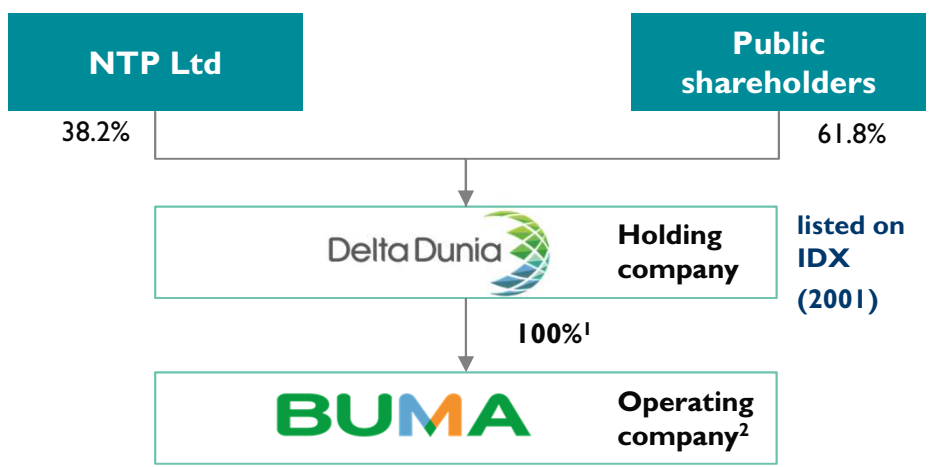 NTP Ltd
Public
shareholders
38.2%
61.8%
Delta Dunia
Holding
company
listed on
IDX
(2001)
100%¹
BUMA
Operating
company²